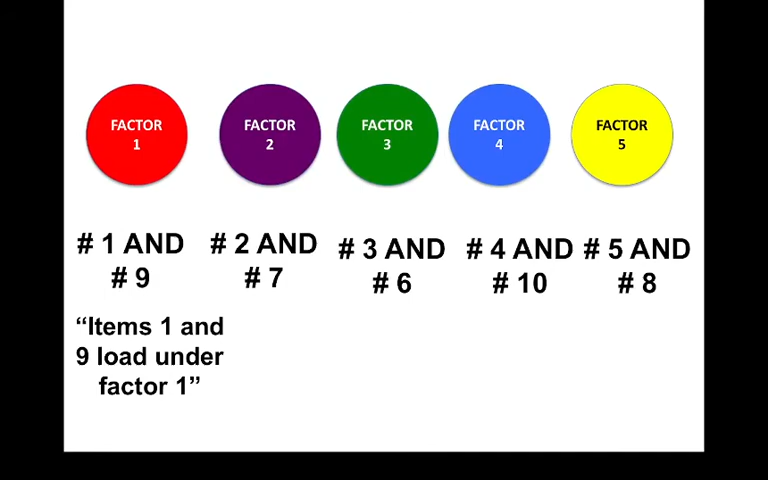 FACTOR
1
FACTOR
2
FACTOR
3
FACTOR
4
FACTOR
5
# 1 AND
# 9
# 2 AND
# 7
# 3 AND
# 6
# 4 AND
# 10
# 5 AND
# 8
“Items 1 and
9 load under
factor 1”